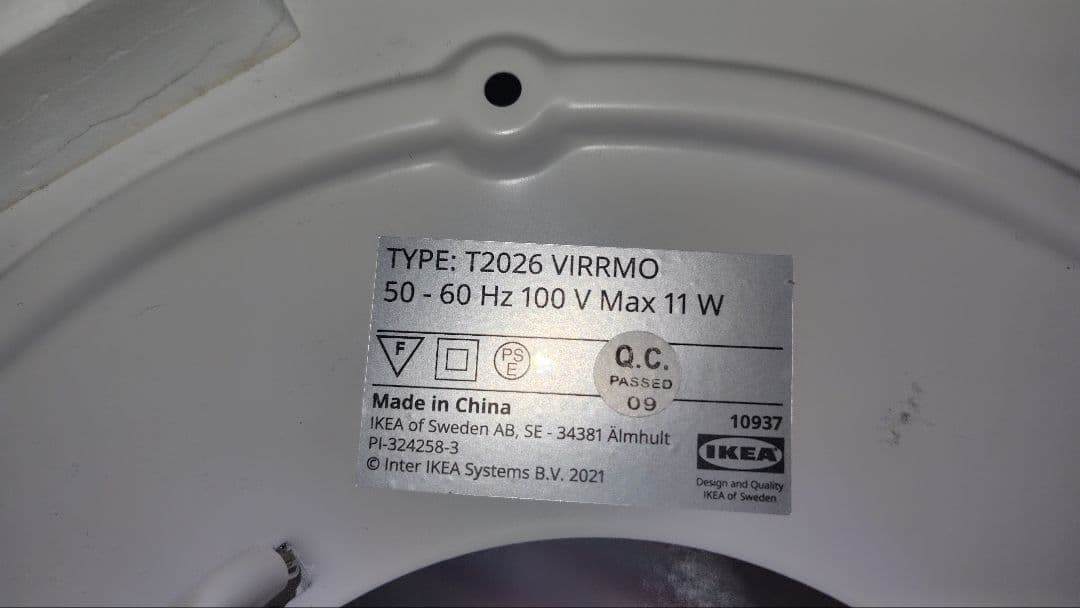 TYPE: T2026 VIRRMO
50 - 60 Hz 100 V Max 11 W
F
PS
E
Q.C.
PASSED
09
Made in China
IKEA of Sweden AB, SE - 34381 Älmhult
PI-324258-3
© Inter IKEA Systems B.V. 2021
10937
IKEA
Design and Quality
IKEA of Sweden